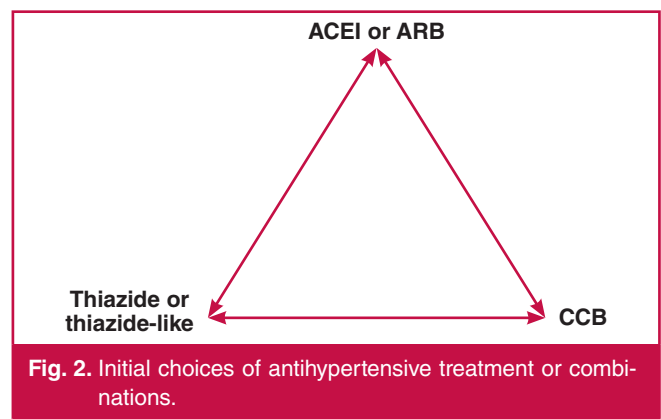 ACEI or ARB
Thiazide or
thiazide-like
CCB
Fig. 2. Initial choices of antihypertensive treatment or combi-
nations.